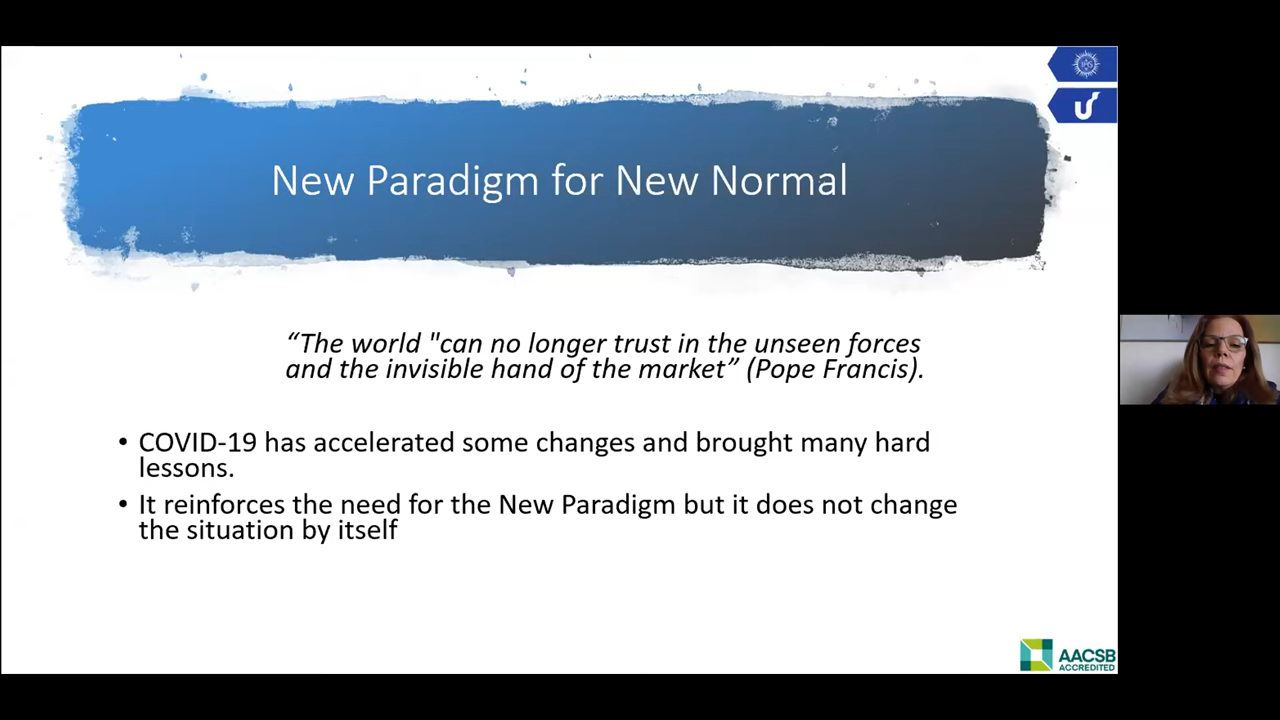 New Paradigm for New Normal
“The world "can no longer trust in the unseen forces
and the invisible hand of the market” (Pope Francis).
• COVID-19 has accelerated some changes and brought many hard
lessons.
• It reinforces the need for the New Paradigm but it does not change
the situation by itself
AACSB
ACCREDITED